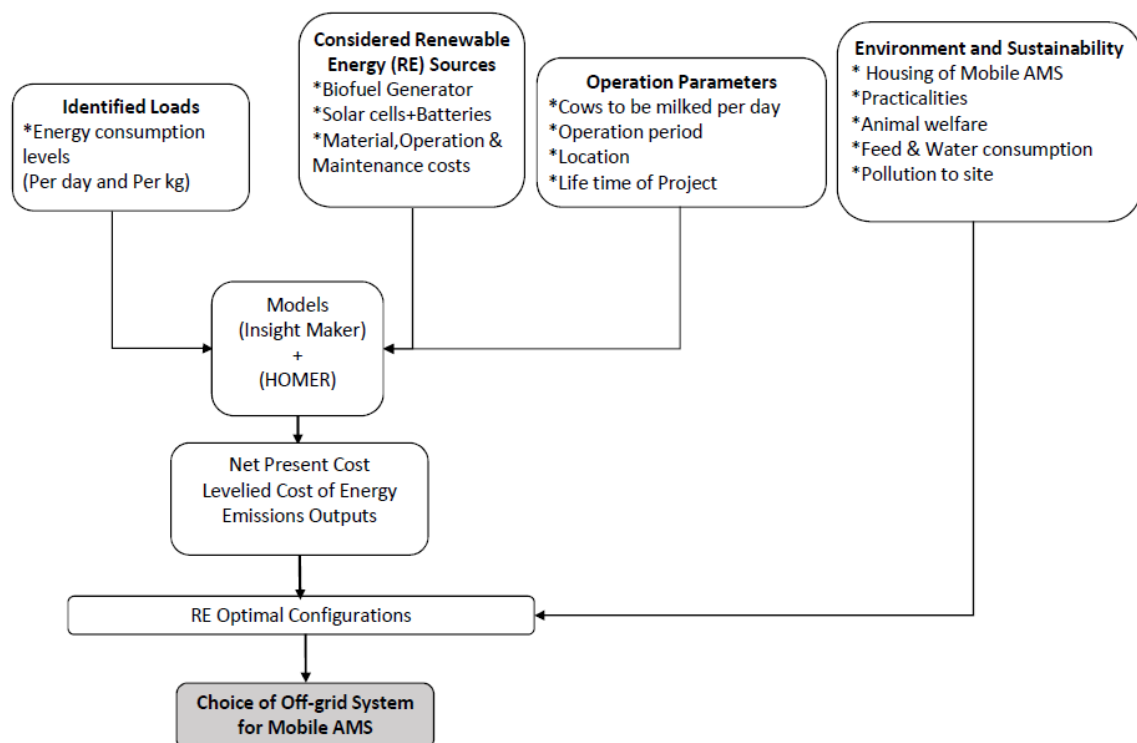 Identified Loads
*Energy consumption
levels
(Per day and Per kg)
Considered Renewable
Energy (RE) Sources
*Biofuel Generator
*Solar cells+Batteries
*Material,Operation &
Maintenance costs
Operation Parameters
*Cows to be milked per day
*Operation period
*Location
*Life time of Project
Environment and Sustainability
* Housing of Mobile AMS
*Practicalities
*Animal welfare
*Feed & Water consumption
*Pollution to site
Models
(Insight Maker)
+
(HOMER)
Net Present Cost
Levelied Cost of Energy
Emissions Outputs
RE Optimal Configurations
Choice of Off-grid System
for Mobile AMS